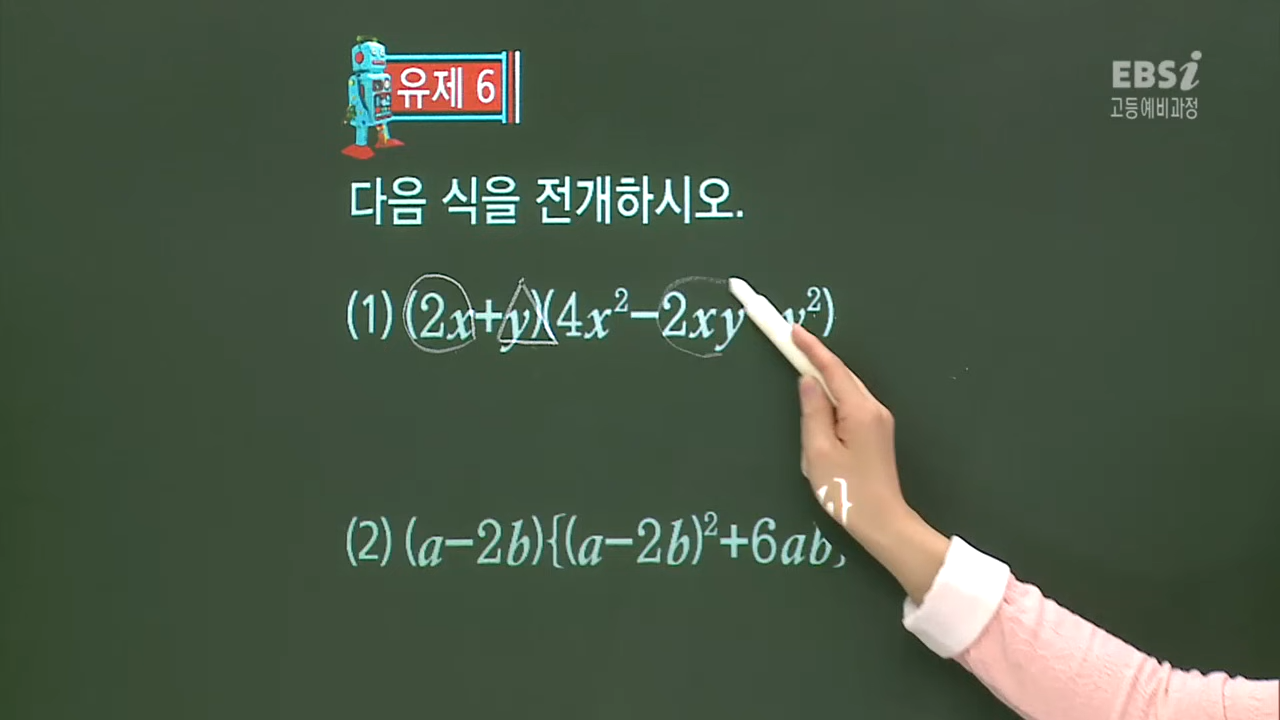 유제 6
EBSi
고등예비과정
다음 식을 전개하시오.
(1) (2x+y)(4x²-2xy y²)
(2) (a-2b){(a-2b)²+6ab}